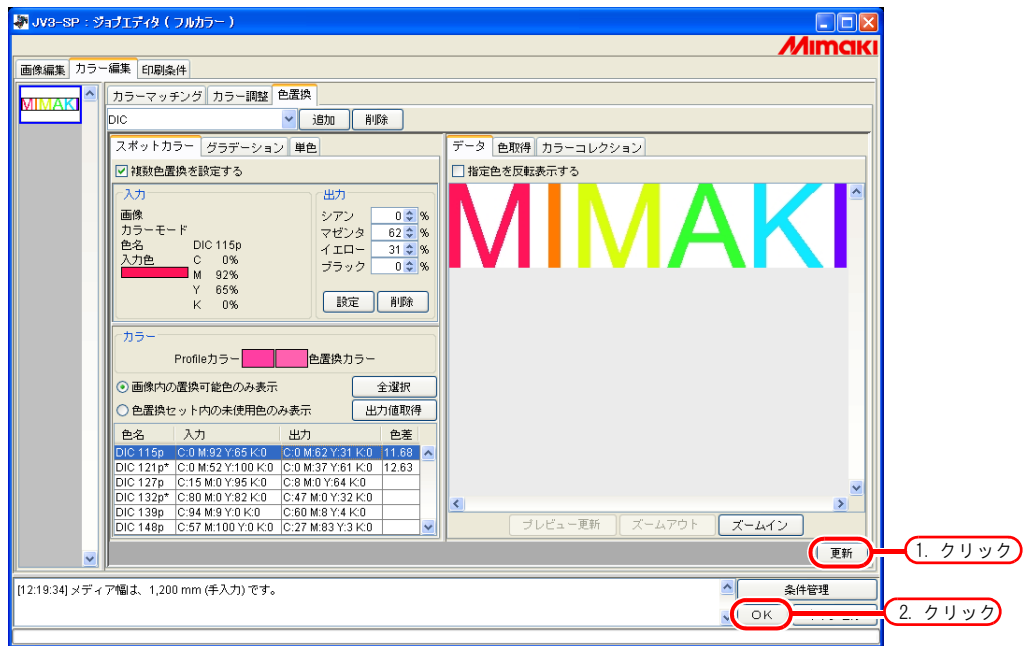 JV3-SP : ジョブエディタ ( フルカラー )
Mimaki
画像編集 カラー編集 印刷条件
MIMAKI
カラーマッチング カラー調整 色置換
DIC 追加 削除
スポットカラー グラデーション 単色
複数色置換を設定する
入力
画像
カラーモード
色名 DIC 115p
入力色 C 0%
M 92%
Y 65%
K 0%
出力
シアン 0 %
マゼンタ 62 %
イエロー 31 %
ブラック 0 %
設定 削除
カラー
Profileカラー 色置換カラー
画像内の置換可能色のみ表示 全選択
色置換セット内の未使用色のみ表示 出力値取得
色名 入力 出力 色差
DIC 115p C:0 M:92 Y:65 K:0 C:0 M:62 Y:31 K:0 11.68
DIC 121p* C:0 M:52 Y:100 K:0 C:0 M:37 Y:61 K:0 12.63
DIC 127p C:15 M:0 Y:95 K:0 C:8 M:0 Y:64 K:0
DIC 132p* C:80 M:0 Y:82 K:0 C:47 M:0 Y:32 K:0
DIC 139p C:94 M:9 Y:0 K:0 C:60 M:8 Y:4 K:0
DIC 148p C:57 M:100 Y:0 K:0 C:27 M:83 Y:3 K:0
データ 色取得 カラーコレクション
指定色を反転表示する
MIMAKI
プレビュー更新 ズームアウト ズームイン
更新 1. クリック
[12:19:34] メディア幅は、1,200 mm (手入力) です。
条件管理
OK 2. クリック